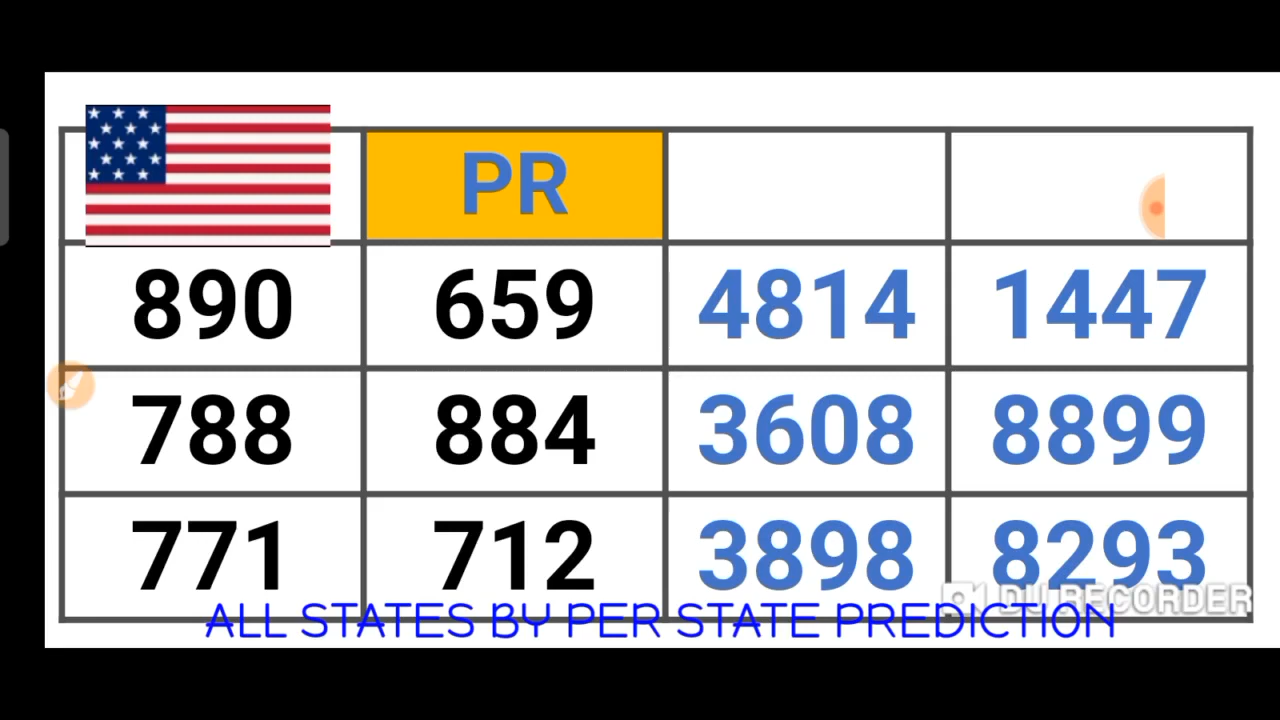 PR
890 659 4814 1447
788 884 3608 8899
771 712 3898 8293
DU RECORDER
ALL STATES BY PER STATE PREDICTION